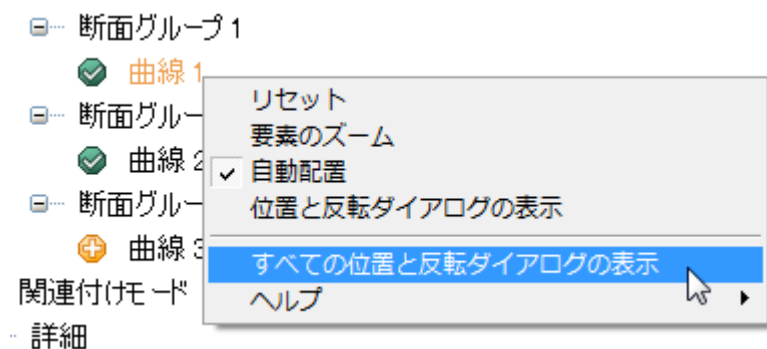 断面グループ 1
曲線 1
断面グルー
曲線 2
断面グルー
曲線 3
関連付けモード
詳細
リセット
要素のズーム
自動配置
位置と反転ダイアログの表示
すべての位置と反転ダイアログの表示
ヘルプ